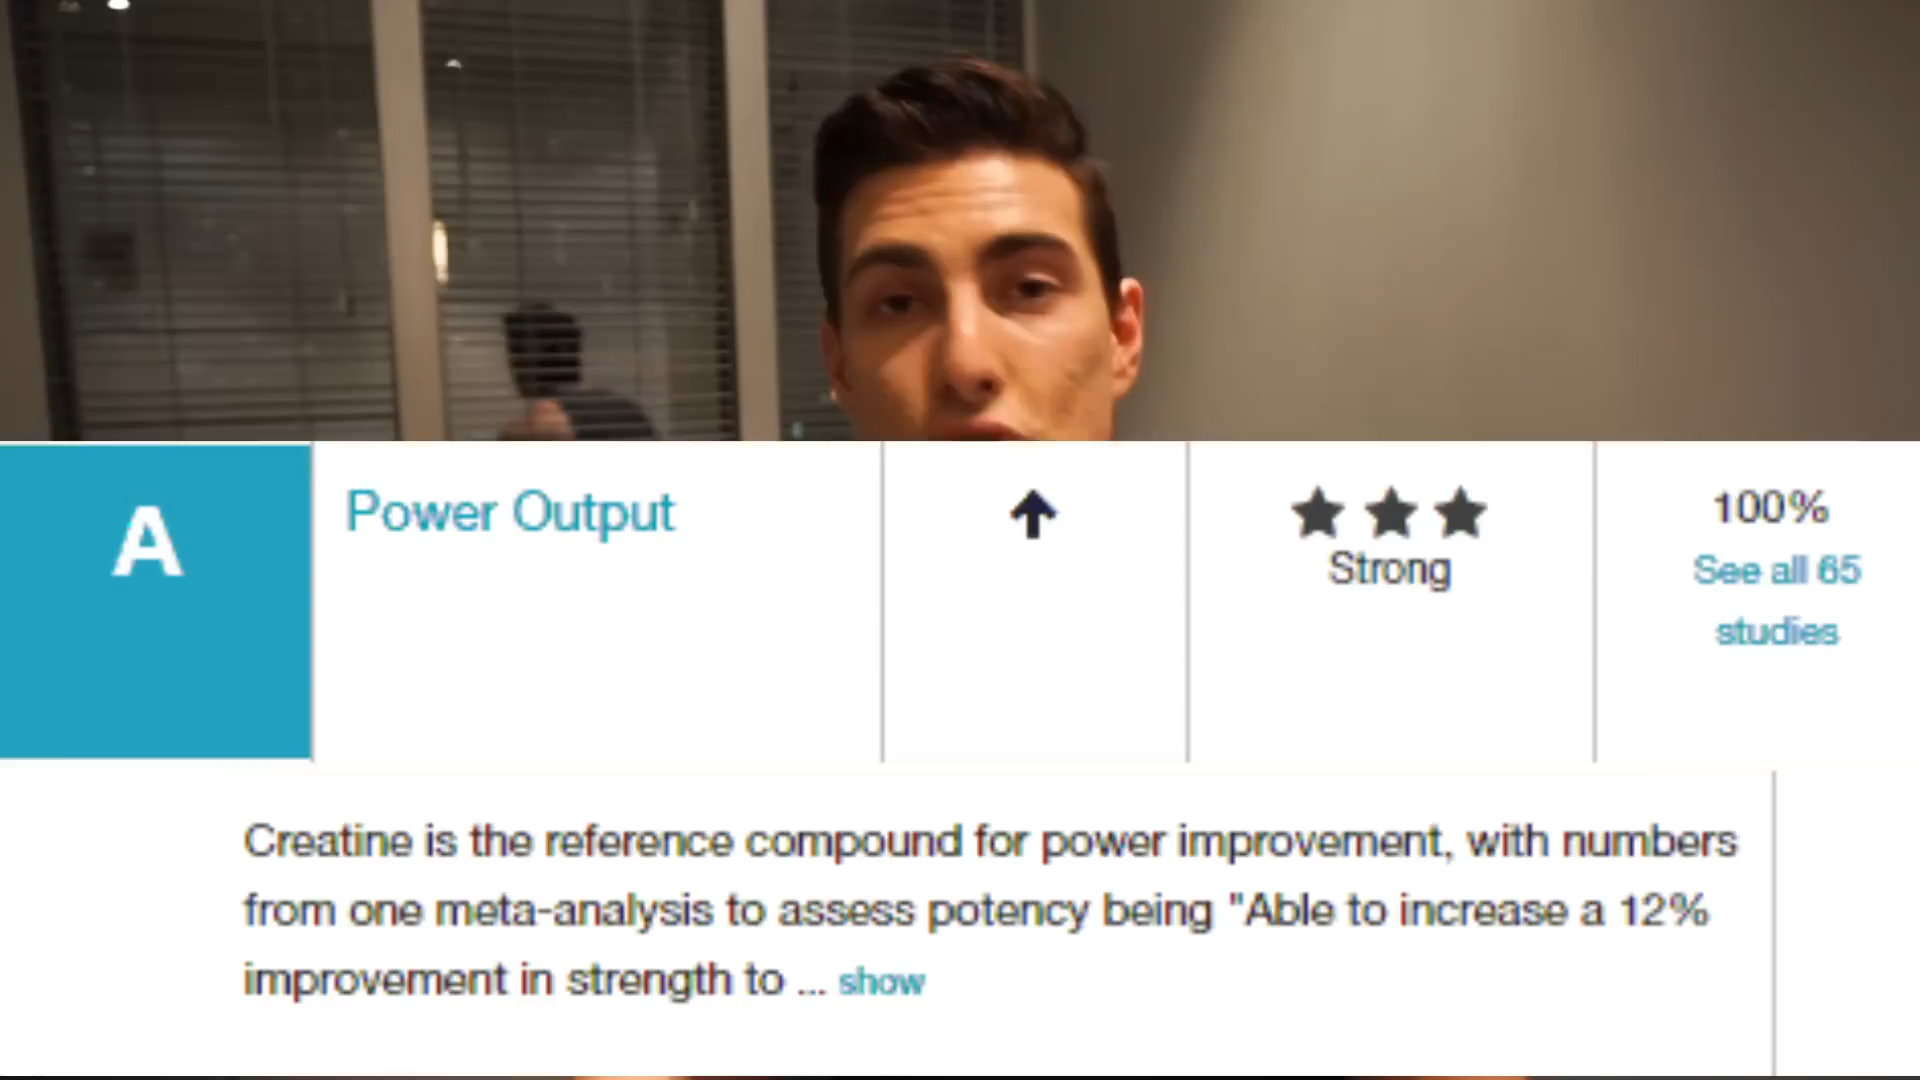 A
Power Output
Strong
100%
See all 65
studies
Creatine is the reference compound for power improvement, with numbers
from one meta-analysis to assess potency being "Able to increase a 12%
improvement in strength to ... show